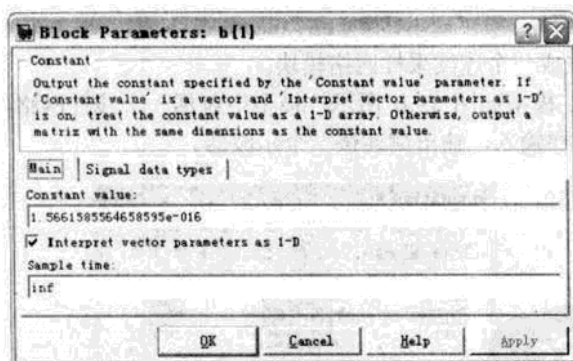 Block Parameters: b[1]
Constant
Output the constant specified by the 'Constant value' parameter. If
'Constant value' is a vector and 'Interpret vector parameters as 1-D'
is on, treat the constant value as a 1-D array. Otherwise, output a
matrix with the same dimensions as the constant value.
Main Signal data types
Constant value:
1.5661585564658595e-016
Interpret vector parameters as 1-D
Sample time:
inf
OK Cancel Help Apply